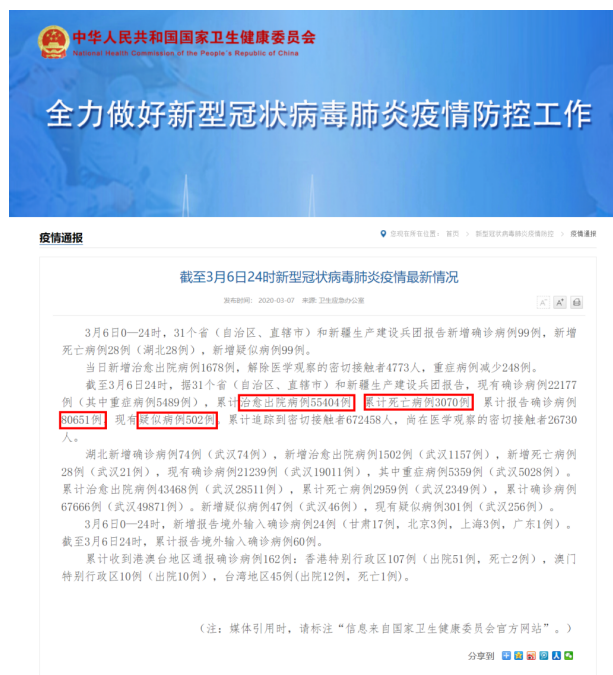 中华人民共和国国家卫生健康委员会
National Health Commission of the People's Republic of China
全力做好新型冠状病毒肺炎疫情防控工作
疫情通报
您现在所在位置： 首页 > 新型冠状病毒肺炎疫情防控 > 疫情通报
截至3月6日24时新型冠状病毒肺炎疫情最新情况
发布时间： 2020-03-07 来源: 卫生应急办公室
A- A+
3月6日0—24时，31个省（自治区、直辖市）和新疆生产建设兵团报告新增确诊病例99例，新增
死亡病例28例（湖北28例），新增疑似病例99例。
当日新增治愈出院病例1678例，解除医学观察的密切接触者4773人，重症病例减少248例。
截至3月6日24时，据31个省（自治区、直辖市）和新疆生产建设兵团报告，现有确诊病例22177
例（其中重症病例5489例），累计治愈出院病例55404例，累计死亡病例3070例，累计报告确诊病例
80651例，现有疑似病例502例。累计追踪到密切接触者672458人，尚在医学观察的密切接触者26730
人。
湖北新增确诊病例74例（武汉74例），新增治愈出院病例1502例（武汉1157例），新增死亡病例
28例（武汉21例），现有确诊病例21239例（武汉19011例），其中重症病例5359例（武汉5028例）。
累计治愈出院病例43468例（武汉28511例），累计死亡病例2959例（武汉2349例），累计确诊病例
67666例（武汉49871例）。新增疑似病例47例（武汉46例），现有疑似病例301例（武汉256例）。
3月6日0—24时，新增报告境外输入确诊病例24例（甘肃17例，北京3例，上海3例，广东1例）。
截至3月6日24时，累计报告境外输入确诊病例60例。
累计收到港澳台地区通报确诊病例162例：香港特别行政区107例（出院51例，死亡2例），澳门
特别行政区10例（出院10例），台湾地区45例(出院12例，死亡1例)。
（注：媒体引用时，请标注“信息来自国家卫生健康委员会官方网站”。）
分享到